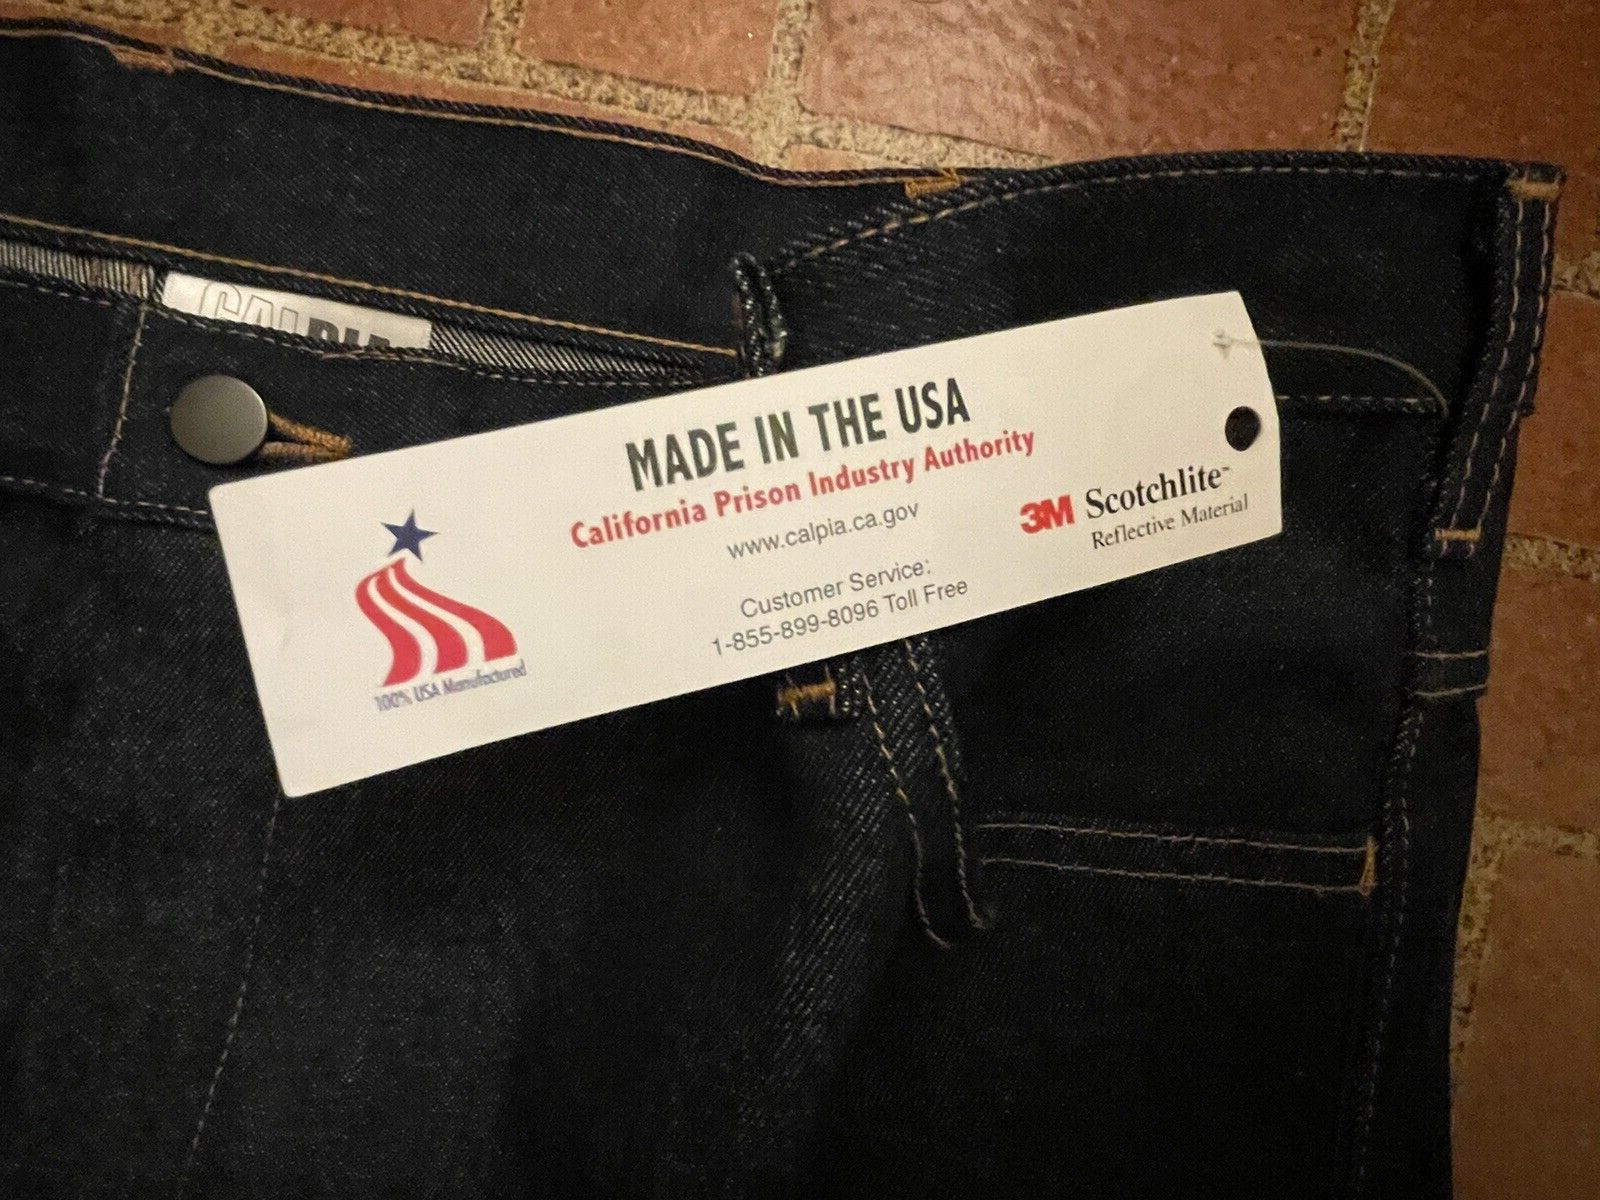 CALPIA
MADE IN THE USA
California Prison Industry Authority
www.calpia.ca.gov
Customer Service:
1-855-899-8096 Toll Free
3M Scotchlite™
Reflective Material
100% USA Manufactured